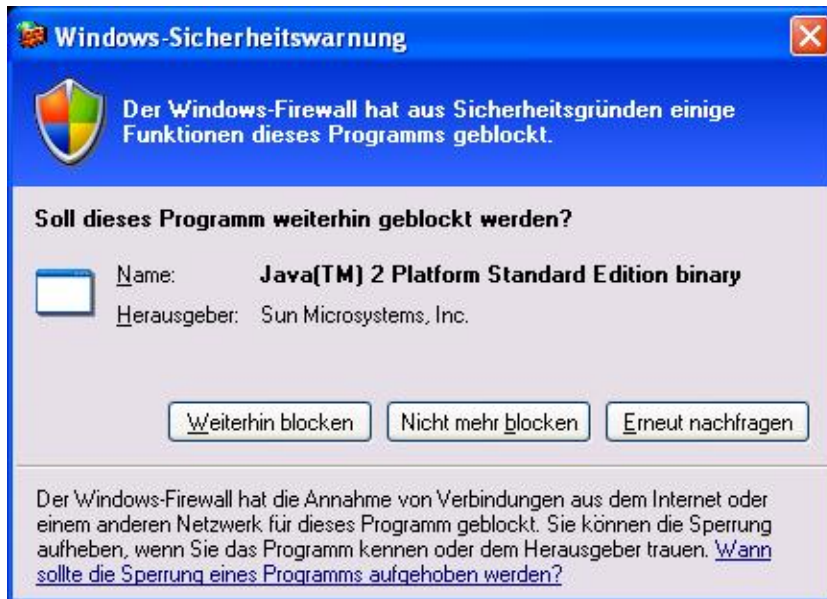 Windows-Sicherheitswarnung
Der Windows-Firewall hat aus Sicherheitsgründen einige
Funktionen dieses Programms geblockt.
Soll dieses Programm weiterhin geblockt werden?
Name: Java(TM) 2 Platform Standard Edition binary
Herausgeber: Sun Microsystems, Inc.
Weiterhin blocken Nicht mehr blocken Erneut nachfragen
Der Windows-Firewall hat die Annahme von Verbindungen aus dem Internet oder
einem anderen Netzwerk für dieses Programm geblockt. Sie können die Sperrung
aufheben, wenn Sie das Programm kennen oder dem Herausgeber trauen. Wann
sollte die Sperrung eines Programms aufgehoben werden?